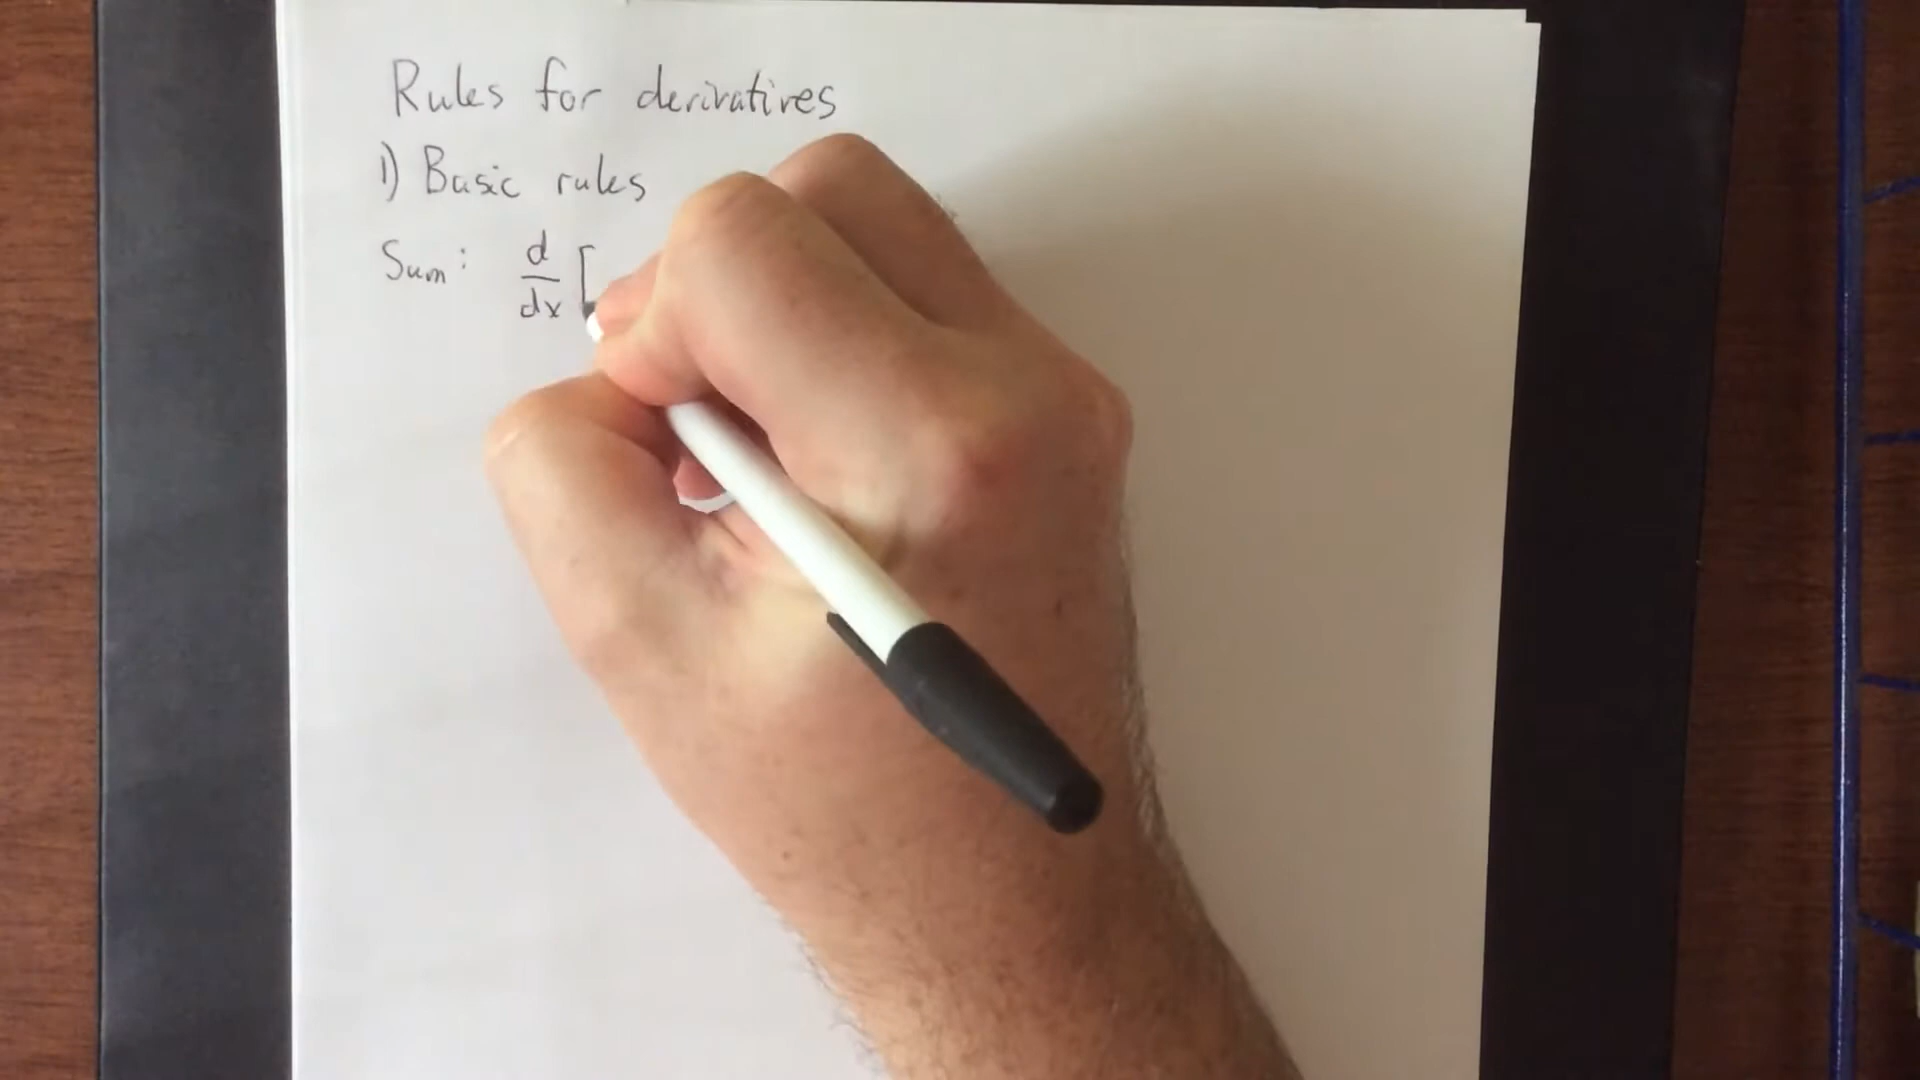 Rules for derivatives
1) Basic rules
Sum: d/dx [